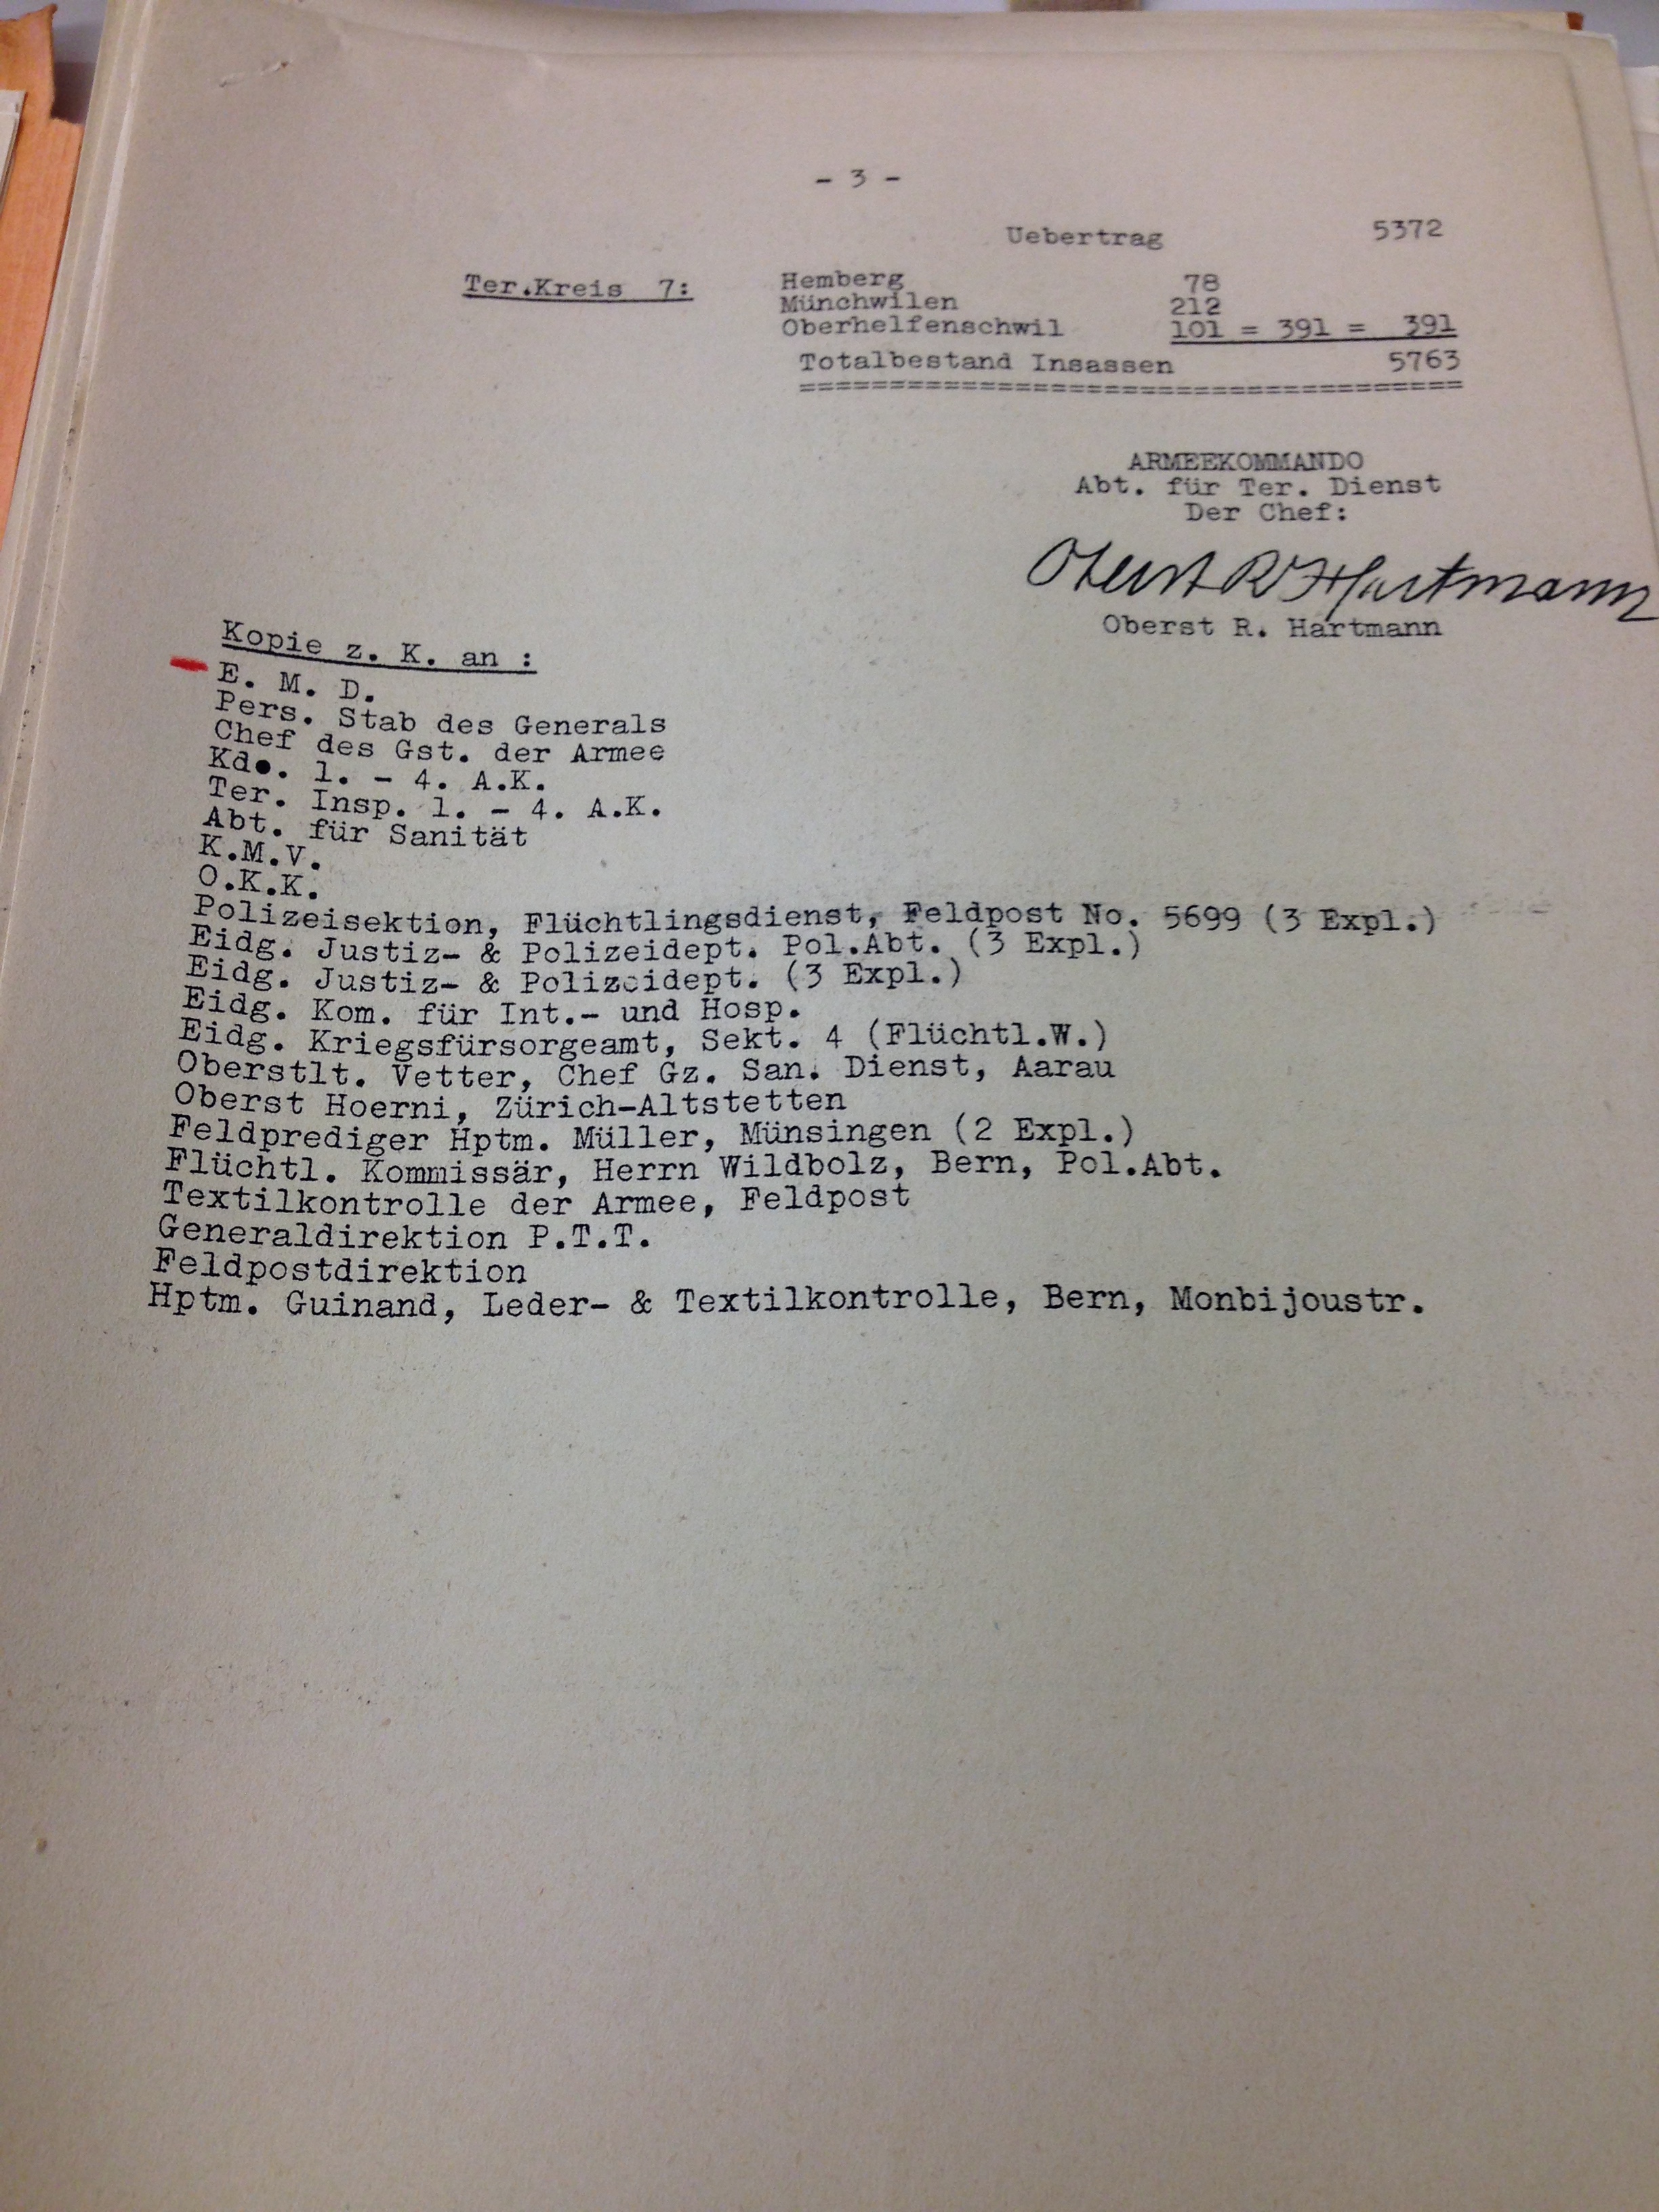 - 3 -
Uebertrag 5372
Ter.Kreis 7: Hemberg 78
Münchwilen 212
Oberhelfenschwil 101 = 391 = 391
Totalbestand Insassen 5763
=====================================
ARMEEKOMMANDO
Abt. für Ter. Dienst
Der Chef:
Oberst R Hartmann
Oberst R. Hartmann
Kopie z. K. an :
E. M. D.
Pers. Stab des Generals
Chef des Gst. der Armee
Kdo. 1. - 4. A.K.
Ter. Insp. 1. - 4. A.K.
Abt. für Sanität
K.M.V.
O.K.K.
Polizeisektion, Flüchtlingsdienst, Feldpost No. 5699 (3 Expl.)
Eidg. Justiz- & Polizeidept. Pol.Abt. (3 Expl.)
Eidg. Justiz- & Polizeidept. (3 Expl.)
Eidg. Kom. für Int.- und Hosp.
Eidg. Kriegsfürsorgeamt, Sekt. 4 (Flüchtl.W.)
Oberstlt. Vetter, Chef Gz. San. Dienst, Aarau
Oberst Hoerni, Zürich-Altstetten
Feldprediger Hptm. Müller, Münsingen (2 Expl.)
Flüchtl. Kommissär, Herrn Wildbolz, Bern, Pol.Abt.
Textilkontrolle der Armee, Feldpost
Generaldirektion P.T.T.
Feldpostdirektion
Hptm. Guinand, Leder- & Textilkontrolle, Bern, Monbijoustr.